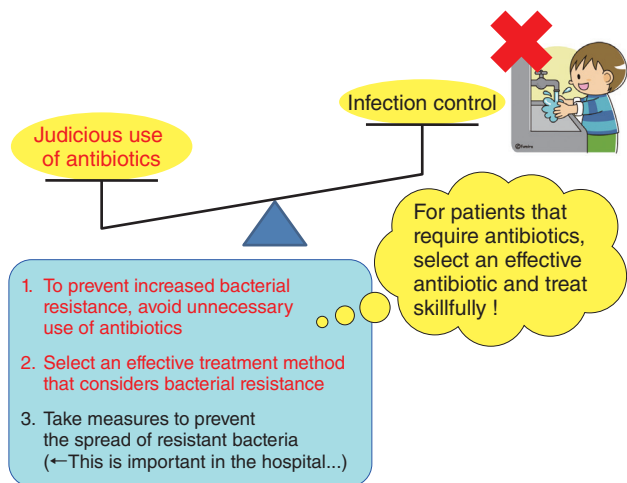 Infection control
Judicious use
of antibiotics
For patients that
require antibiotics,
select an effective
antibiotic and treat
skillfully !
1. To prevent increased bacterial
resistance, avoid unnecessary
use of antibiotics
2. Select an effective treatment method
that considers bacterial resistance
3. Take measures to prevent
the spread of resistant bacteria
(←This is important in the hospital...)